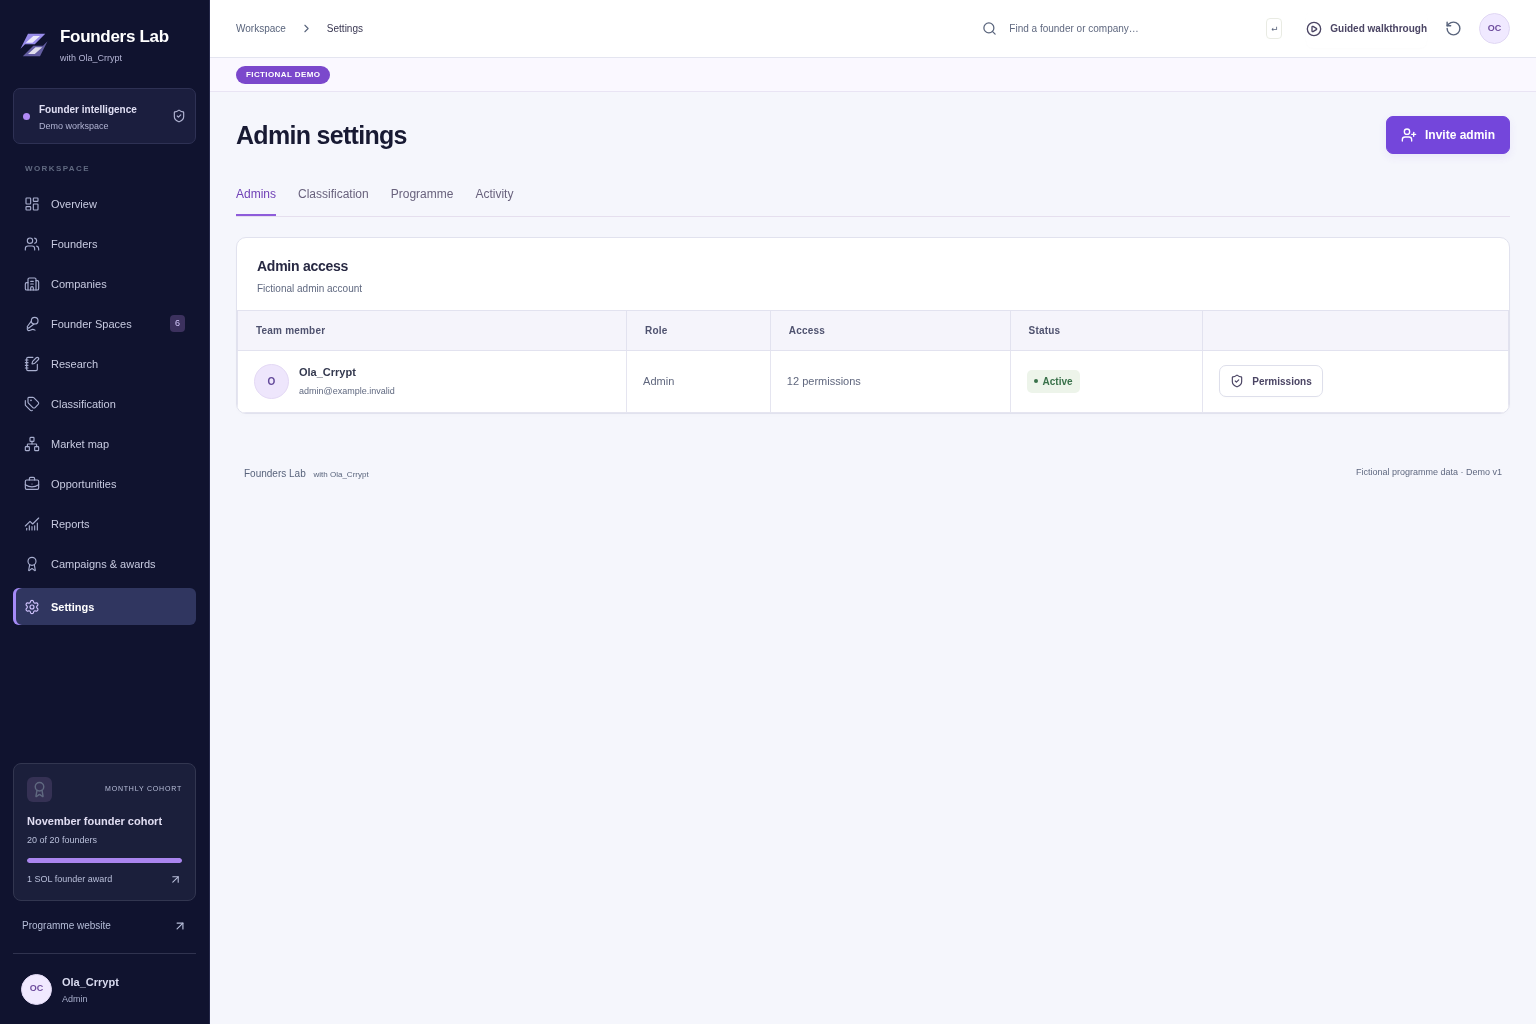 Founders Lab
with Ola_Crrypt
Founder intelligence
Demo workspace
WORKSPACE
Overview
Founders
Companies
Founder Spaces 6
Research
Classification
Market map
Opportunities
Reports
Campaigns & awards
Settings
MONTHLY COHORT
November founder cohort
20 of 20 founders
1 SOL founder award
Programme website
OC
Ola_Crrypt
Admin
Workspace Settings
Find a founder or company…
Guided walkthrough
OC
FICTIONAL DEMO
Admin settings
Invite admin
Admins Classification Programme Activity
Admin access
Fictional admin account
Team member Role Access Status
O
Ola_Crrypt
admin@example.invalid
Admin
12 permissions
Active
Permissions
Founders Lab with Ola_Crrypt
Fictional programme data · Demo v1